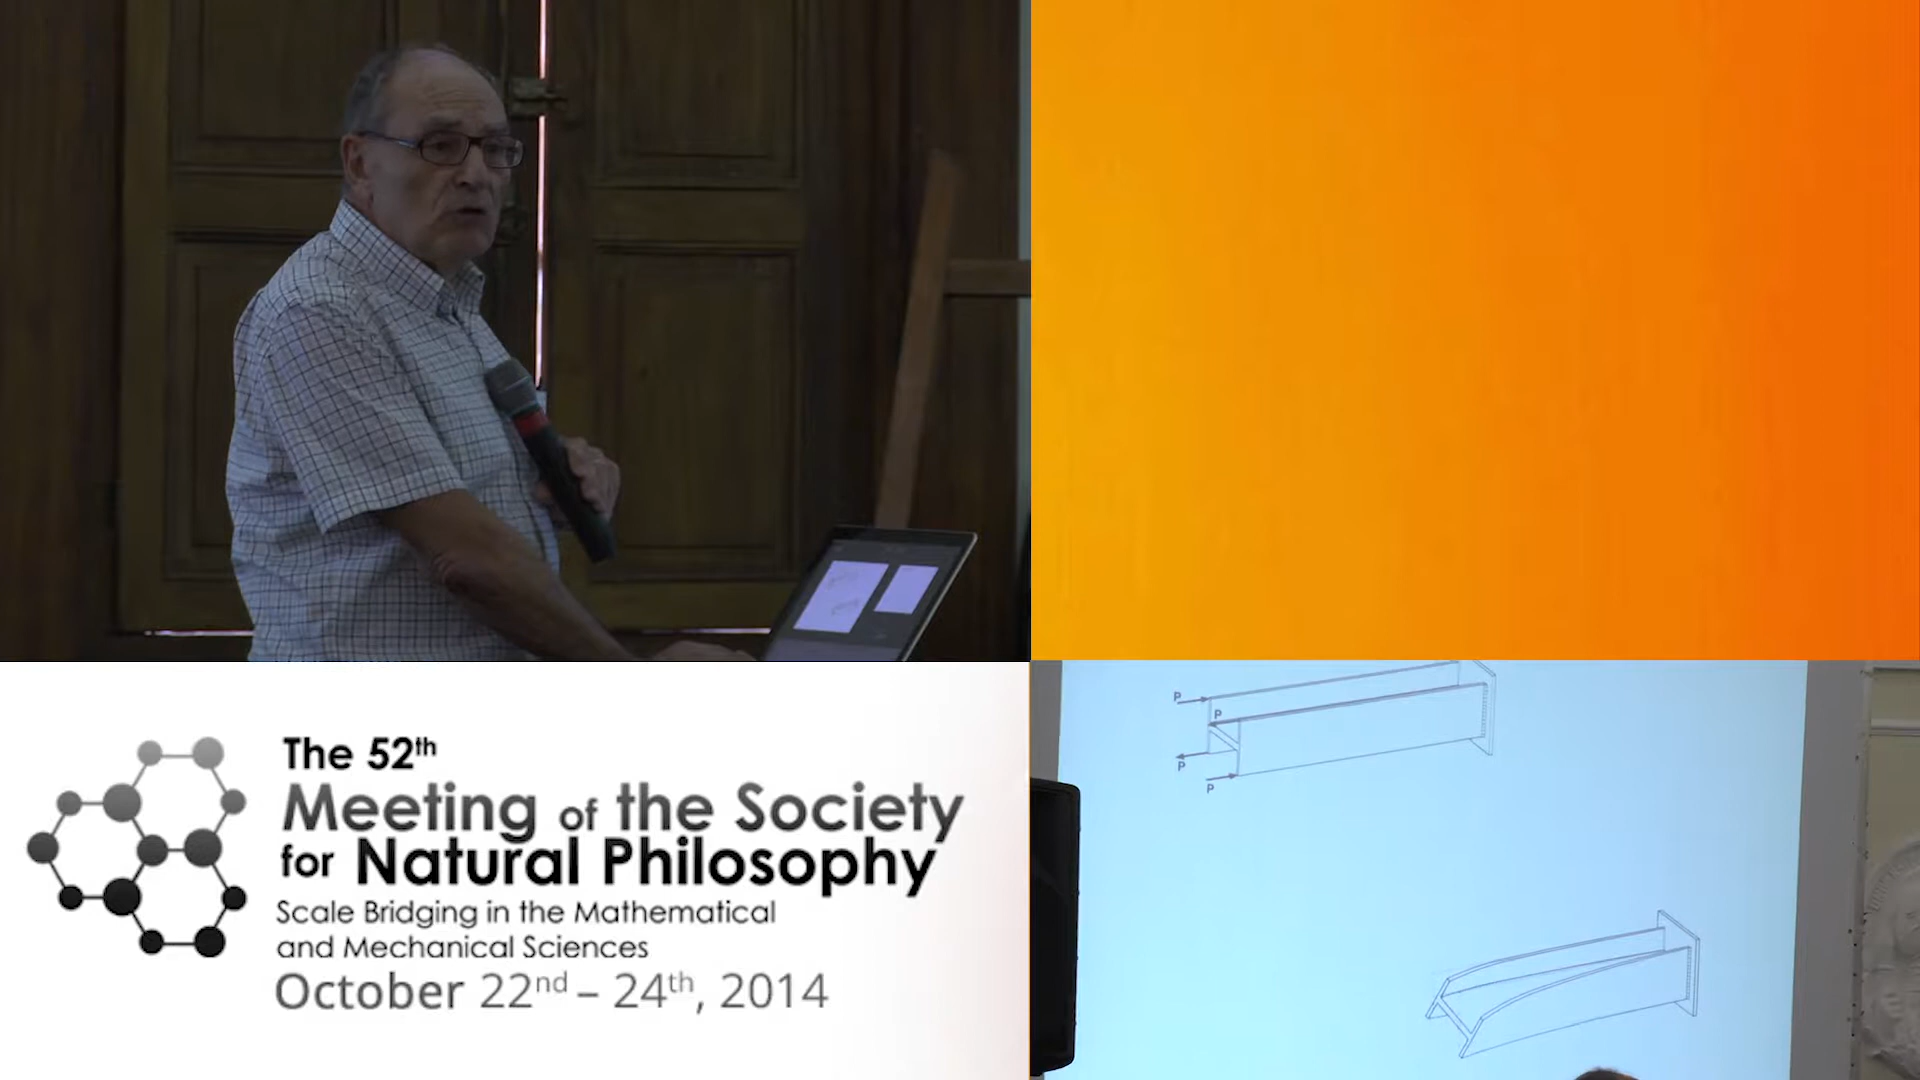 The 52th
Meeting of the Society
for Natural Philosophy
Scale Bridging in the Mathematical
and Mechanical Sciences
October 22nd – 24th, 2014
P
P
P
P